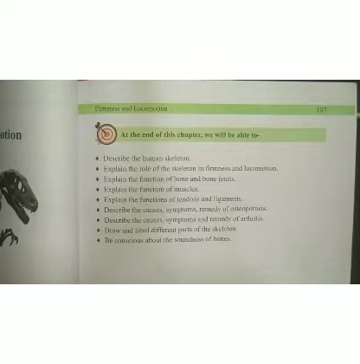 Firmness and Locomotion 187
otion
At the end of this chapter, we will be able to-
♦ Describe the human skeleton.
♦ Explain the role of the skeleton in firmness and locomotion.
♦ Explain the function of bone and bone joints.
♦ Explain the function of muscles.
♦ Explain the functions of tendons and ligaments.
♦ Describe the causes, symptoms, remedy of osteoporosis.
♦ Describe the causes, symptoms and remedy of arthritis.
♦ Draw and label different parts of the skeleton.
♦ Be conscious about the soundness of bones.